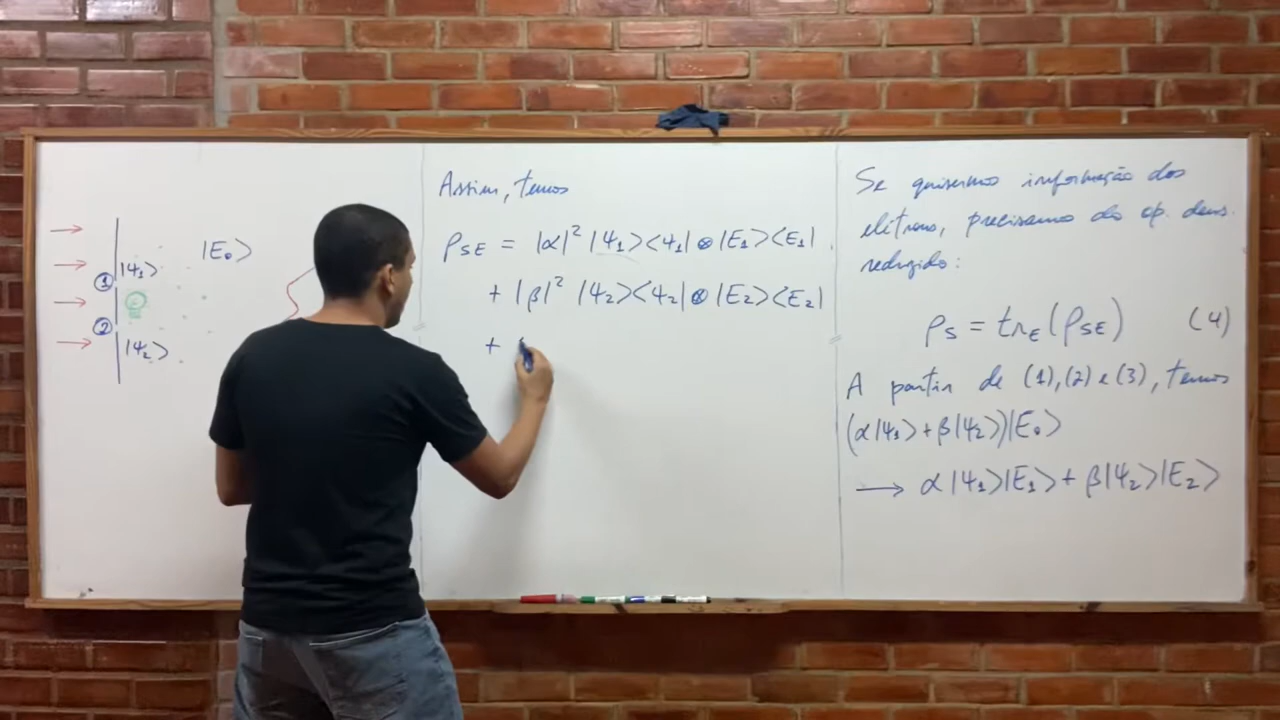 |E₀⟩
|ψ₁⟩
1
2
|ψ₂⟩
Assim, temos
ρSE = |α|² |ψ₁⟩⟨ψ₁| ⊗ |E₁⟩⟨E₁|
+ |β|² |ψ₂⟩⟨ψ₂| ⊗ |E₂⟩⟨E₂|
+
Se quisermos informação dos
elétrons, precisamos do op. dens.
reduzido:
ρS = trE(ρSE) (4)
A partir de (1),(2) e (3), temos
(α|ψ₁⟩+β|ψ₂⟩)|E₀⟩
⟶ α|ψ₁⟩|E₁⟩+ β|ψ₂⟩|E₂⟩